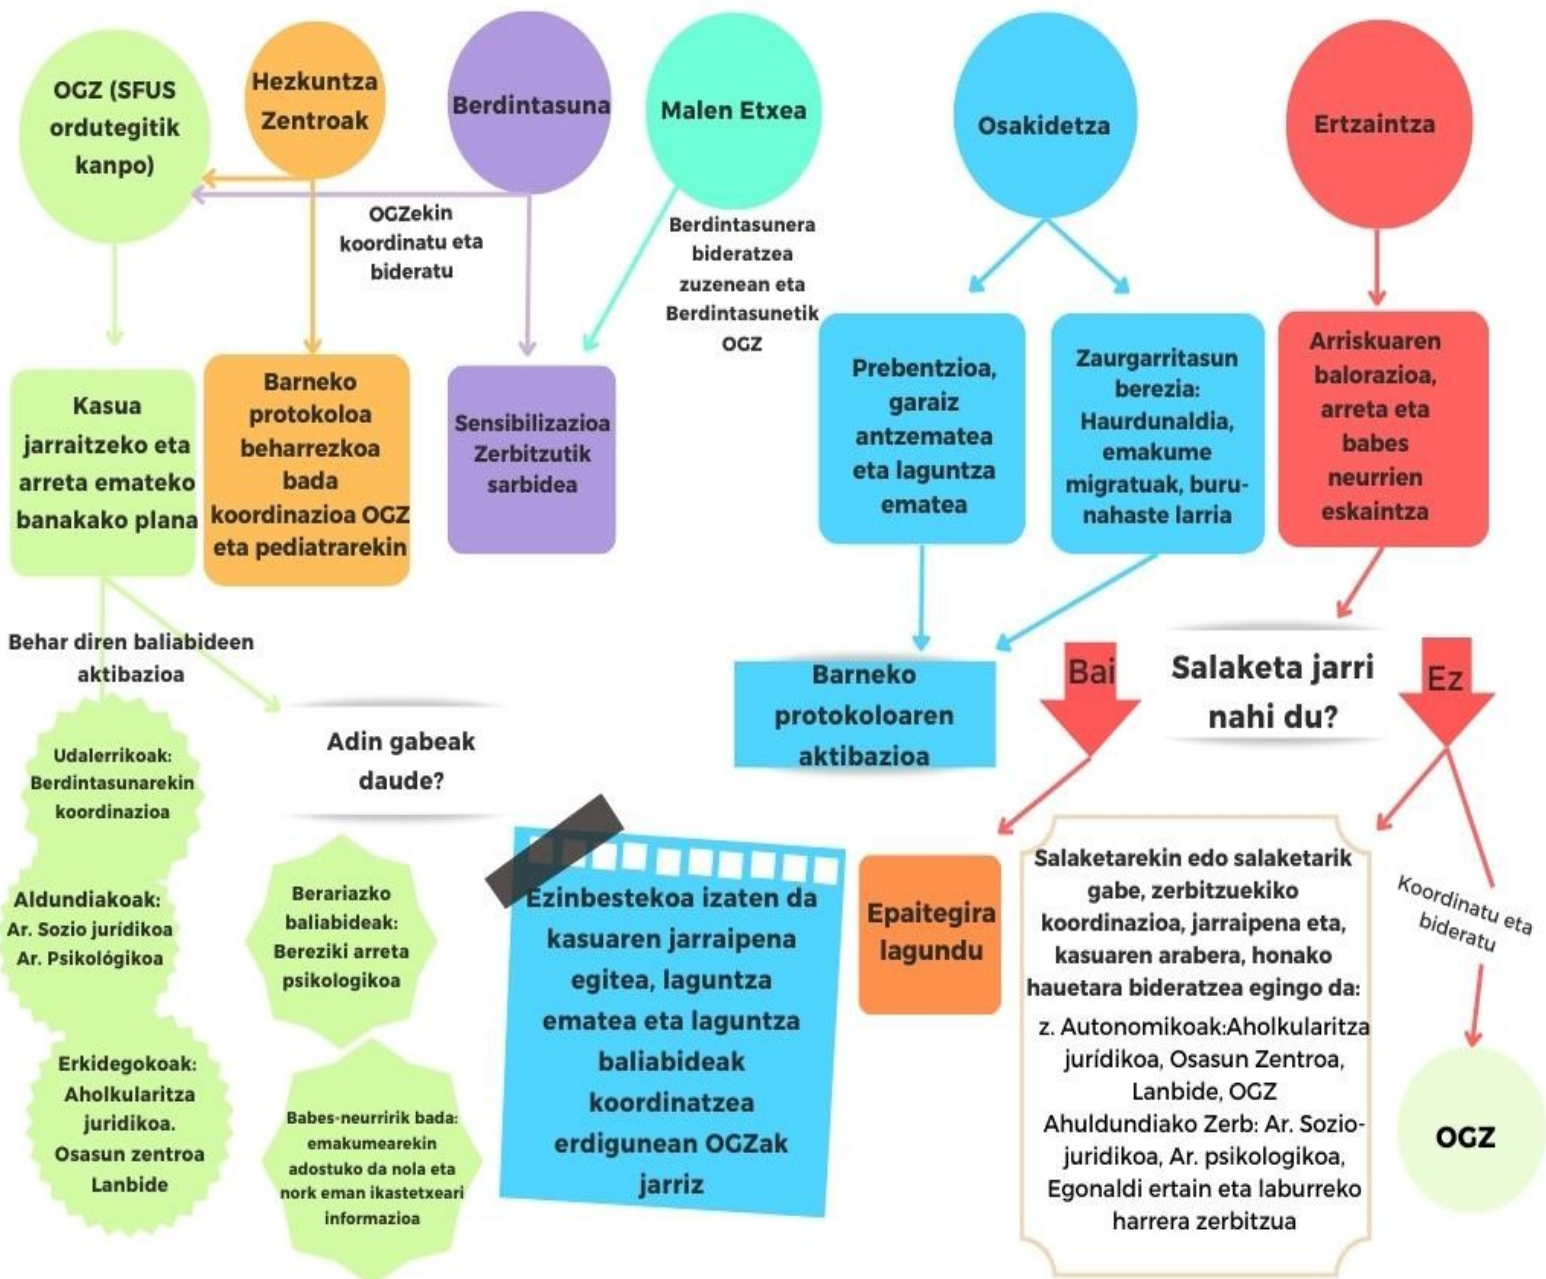 OGZ (SFUS
ordutegitik
kanpo)
Hezkuntza
Zentroak
Berdintasuna
Malen Etxea
Osakidetza
Ertzaintza
OGZekin
koordinatu eta
bideratu
Berdintasunera
bideratzea
zuzenean eta
Berdintasunetik
OGZ
Kasua
jarraitzeko eta
arreta emateko
banakako plana
Barneko
protokoloa
beharrezkoa
bada
koordinazioa OGZ
eta pediatrarekin
Sensibilizazioa
Zerbitzutik
sarbidea
Prebentzioa,
garaiz
antzematea
eta laguntza
ematea
Zaurgarritasun
berezia:
Haurdunaldia,
emakume
migratuak, buru-
nahaste larria
Arriskuaren
balorazioa,
arreta eta
babes
neurrien
eskaintza
Behar diren baliabideen
aktibazioa
Barneko
protokoloaren
aktibazioa
Bai
Salaketa jarri
nahi du?
Ez
Udalerrikoak:
Berdintasunarekin
koordinazioa
Adin gabeak
daude?
Aldundiakoak:
Ar. Sozio jurídikoa
Ar. Psikológikoa
Berariazko
baliabideak:
Bereziki arreta
psikologikoa
Erkidegokoak:
Aholkularitza
juridikoa.
Osasun zentroa
Lanbide
Babes-neurririk bada:
emakumearekin
adostuko da nola eta
nork eman ikastetxeari
informazioa
Ezinbestekoa izaten da
kasuaren jarraipena
egitea, laguntza
ematea eta laguntza
baliabideak
koordinatzea
erdigunean OGZak
jarriz
Epaitegira
lagundu
Salaketarekin edo salaketarik
gabe, zerbitzuekiko
koordinazioa, jarraipena eta,
kasuaren arabera, honako
hauetara bideratzea egingo da:
z. Autonomikoak:Aholkularitza
jurídikoa, Osasun Zentroa,
Lanbide, OGZ
Ahuldundiako Zerb: Ar. Sozio-
juridikoa, Ar. psikologikoa,
Egonaldi ertain eta laburreko
harrera zerbitzua
Koordinatu eta
bideratu
OGZ